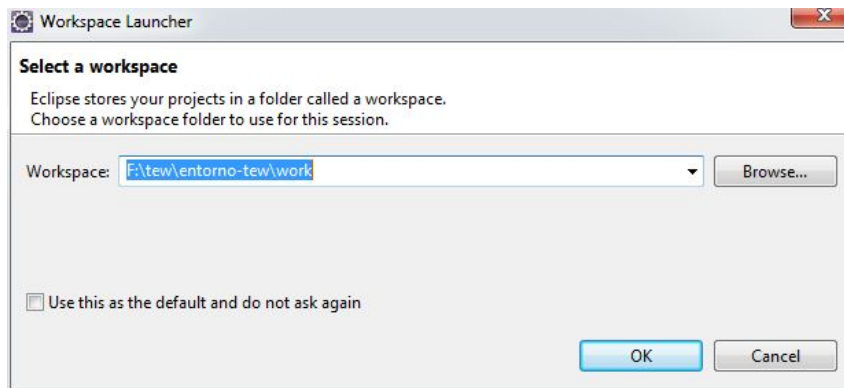 Workspace Launcher
Select a workspace
Eclipse stores your projects in a folder called a workspace.
Choose a workspace folder to use for this session.
Workspace: F:\tew\entorno-tew\work Browse...
Use this as the default and do not ask again
OK Cancel